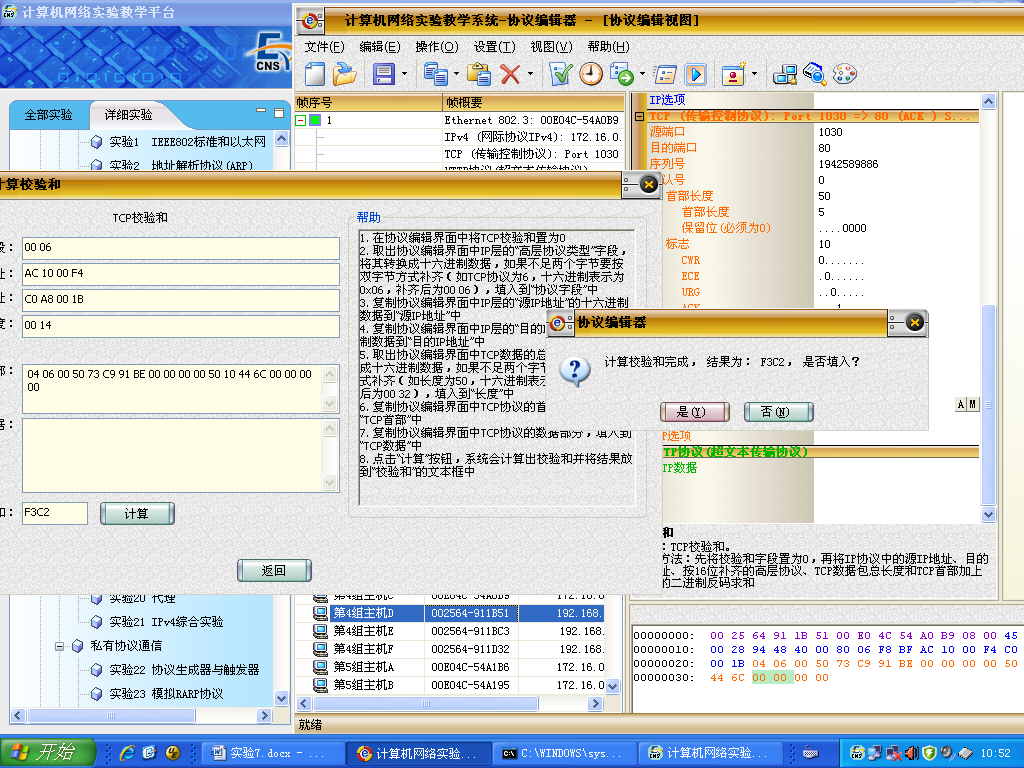 计算机网络实验教学平台
CNS
全部实验
详细实验
实验1 IEEE802标准和以太网
实验2 地址解析协议(ARP)
计算机网络实验教学系统-协议编辑器 - [协议编辑视图]
文件(F) 编辑(E) 操作(O) 设置(T) 视图(V) 帮助(H)
帧序号 帧概要
1 Ethernet 802.3: 00E04C-54A0B9
IPv4 (网际协议IPv4): 172.16.0.
TCP (传输控制协议): Port 1030
IP选项
TCP (传输控制协议): Port 1030 => 80 (ACK ) S...
源端口 1030
目的端口 80
序列号 1942589886
认号 0
首部长度 50
首部长度 5
保留位(必须为0) ....0000
标志 10
CWR 0.......
ECE .0......
URG ..0.....
计算校验和
TCP校验和
00 06
址: AC 10 00 F4
址: C0 A8 00 1B
度: 00 14
部: 04 06 00 50 73 C9 91 BE 00 00 00 00 50 10 44 6C 00 00 00
00
据:
和: F3C2
计算
返回
帮助
1. 在协议编辑界面中将TCP校验和置为0
2. 取出协议编辑界面中IP层的“高层协议类型”字段,
将其转换成十六进制数据,如果不足两个字节要按
双字节方式补齐(如TCP协议为6,十六进制表示为
0x06,补齐后为00 06),填入到“协议字段”中
3. 复制协议编辑界面中IP层的“源IP地址”的十六进制
数据到“源IP地址”中
4. 复制协议编辑界面中IP层的“目的I
制数据到“目的IP地址”中
5. 取出协议编辑界面中TCP数据的总
成十六进制数据,如果不足两个字节
式补齐(如长度为50,十六进制表示
后为00 32),填入到“长度”中
6. 复制协议编辑界面中TCP协议的首
“TCP首部”中
7. 复制协议编辑界面中TCP协议的数据部分,填入到
“TCP数据”中
8. 点击“计算”按钮,系统会计算出校验和并将结果放
到“校验和”的文本框中
协议编辑器
计算校验和完成, 结果为: F3C2, 是否填入?
是(Y) 否(N)
A M
P选项
TP协议(超文本传输协议)
TP数据
和
: TCP校验和。
方法:先将校验和字段置为0,再将IP协议中的源IP地址、目的
址、按16位补齐的高层协议、TCP数据包总长度和TCP首部加上
的二进制反码求和
实验20 代理
实验21 IPv4综合实验
私有协议通信
实验22 协议生成器与触发器
实验23 模拟RARP协议
第4组主机C 00E04C-54A0B9 172.16.0
第4组主机D 002564-911B51 192.168.
第4组主机E 002564-911BC3 192.168.
第4组主机F 002564-911D32 192.168.
第5组主机A 00E04C-54A1B6 172.16.0
第5组主机B 00E04C-54A195 172.16.0
就绪
00000000: 00 25 64 91 1B 51 00 E0 4C 54 A0 B9 08 00 45
00000010: 00 28 94 48 40 00 80 06 F8 BF AC 10 00 F4 C0
00000020: 00 1B 04 06 00 50 73 C9 91 BE 00 00 00 00 50
00000030: 44 6C 00 00 00 00
开始
实验7.docx - ...
计算机网络实验...
C:\WINDOWS\sys...
计算机网络实验...
10:52